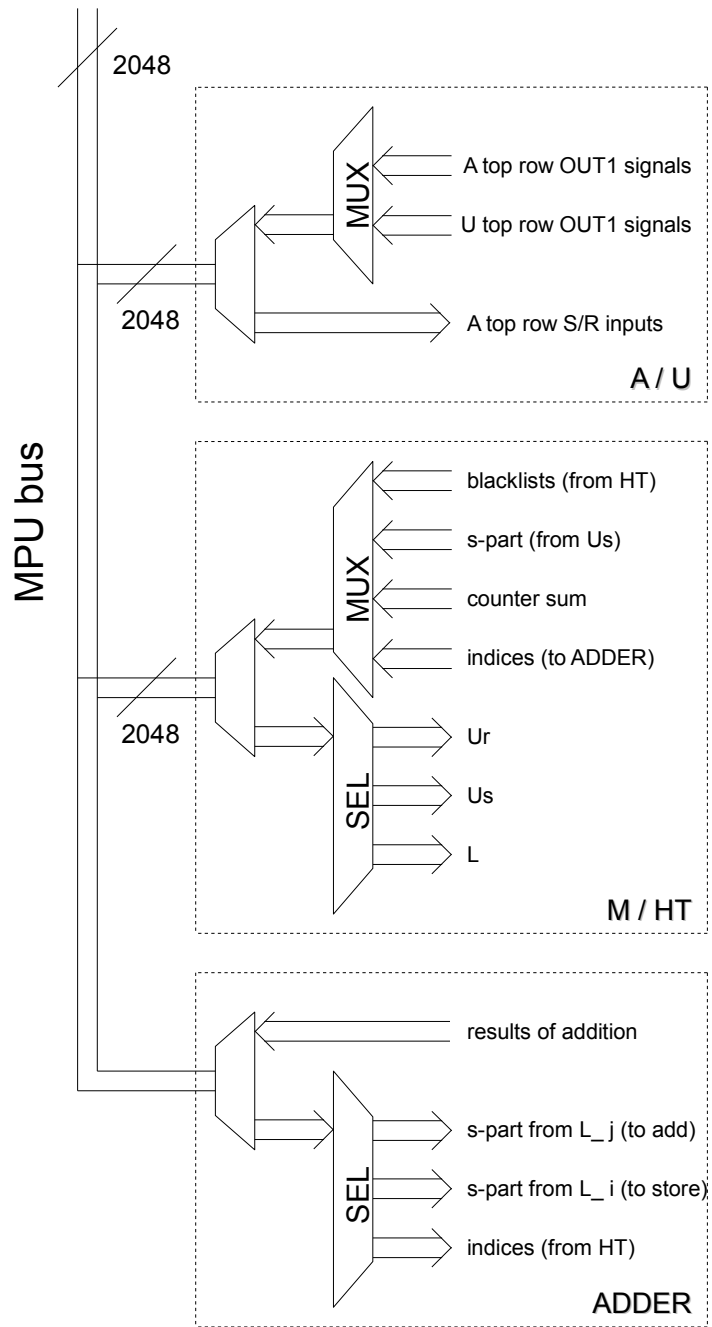 2048
MUX
A top row OUT1 signals
U top row OUT1 signals
2048
A top row S/R inputs
A / U
MPU bus
MUX
blacklists (from HT)
s-part (from Us)
counter sum
indices (to ADDER)
2048
SEL
Ur
Us
L
M / HT
results of addition
SEL
s-part from L_ j (to add)
s-part from L_ i (to store)
indices (from HT)
ADDER